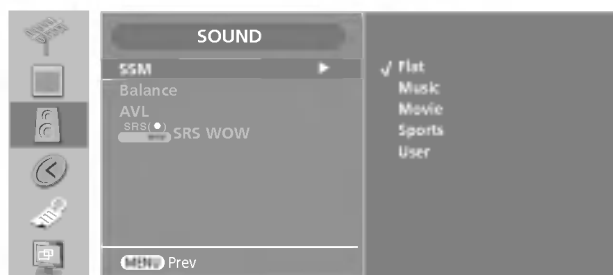 SOUND
SSM
Balance
AVL
SRS(●) SRS WOW
MENU Prev
√ Flat
Music
Movie
Sports
User